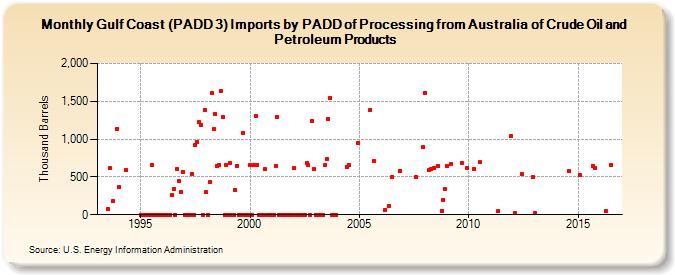 Monthly Gulf Coast (PADD 3) Imports by PADD of Processing from Australia of Crude Oil and
Petroleum Products
Thousand Barrels
2,000
1,500
1,000
500
0
1995 2000 2005 2010 2015
Source: U.S. Energy Information Administration